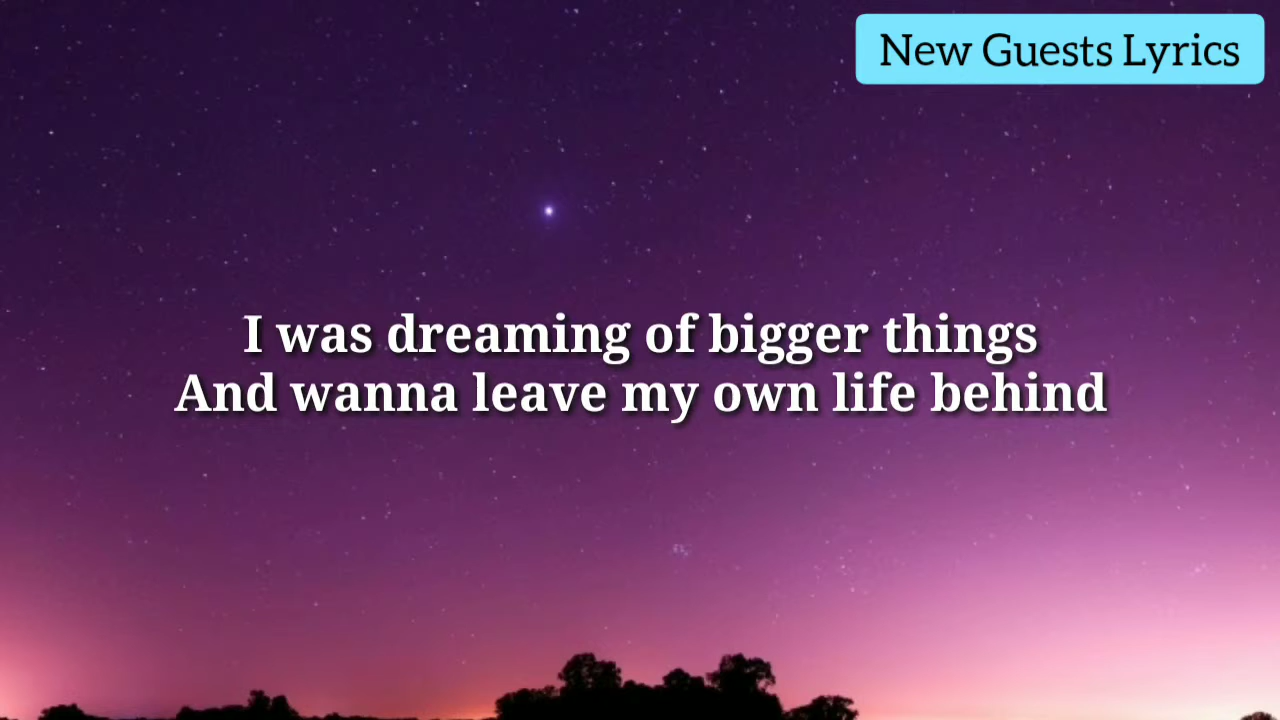 New Guests Lyrics
I was dreaming of bigger things
And wanna leave my own life behind